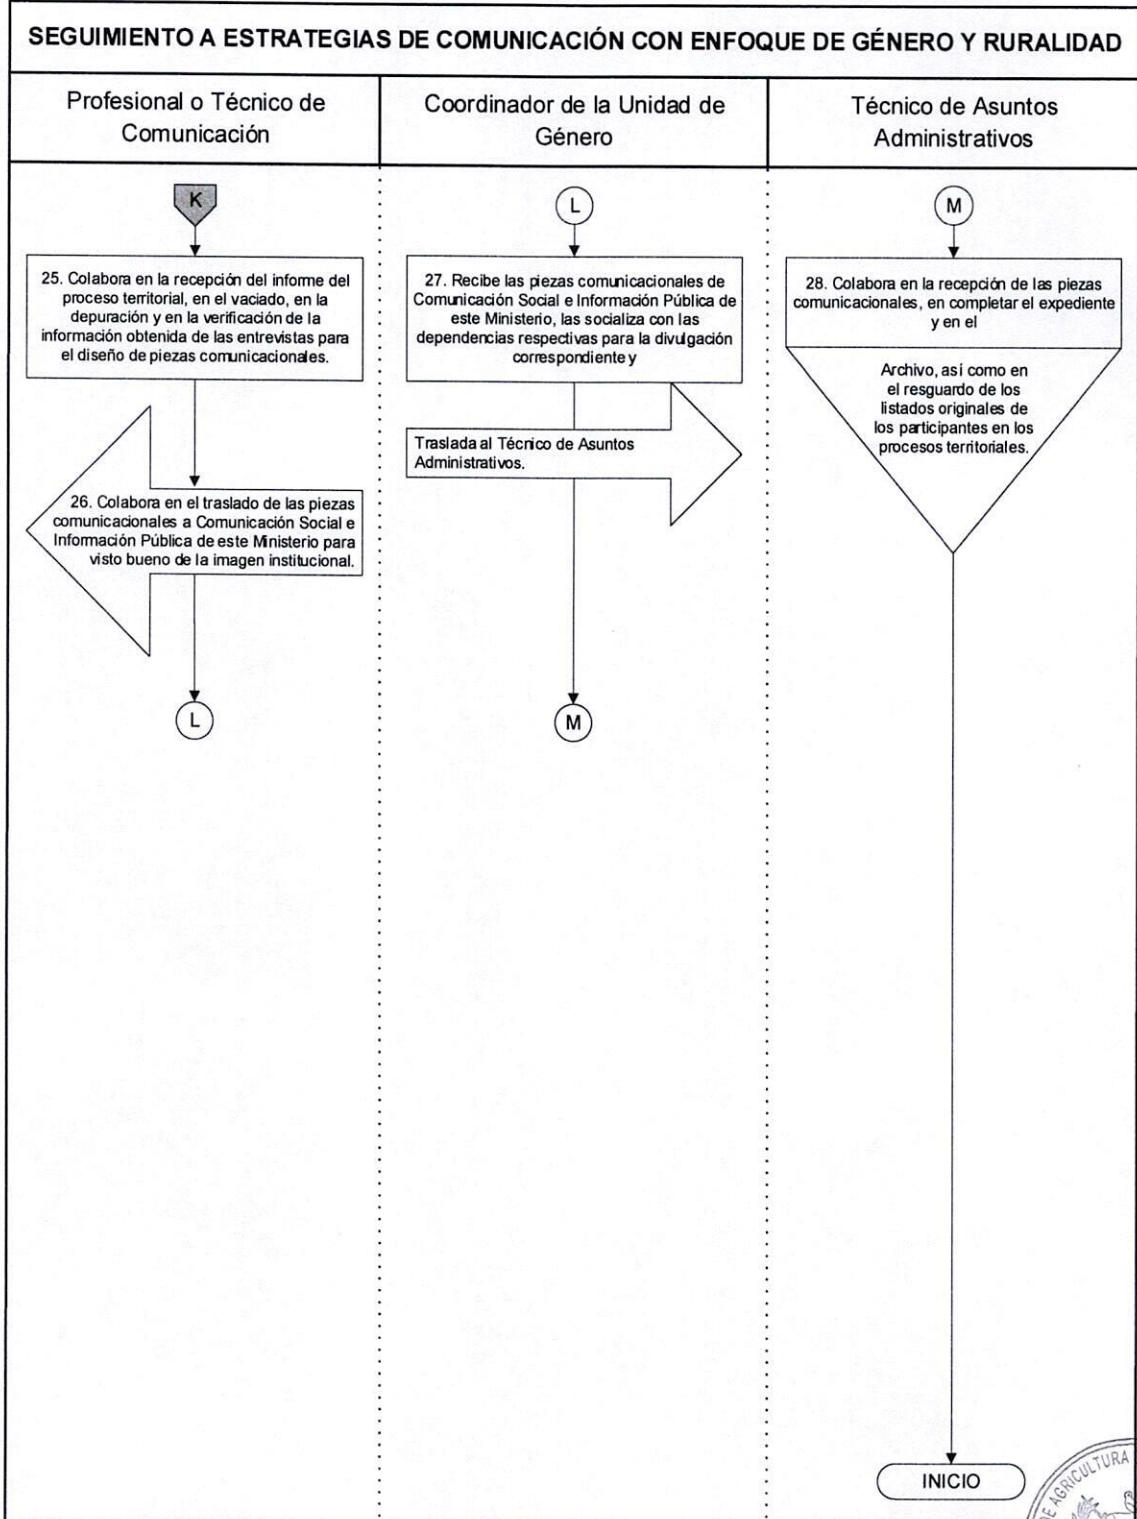 SEGUIMIENTO A ESTRATEGIAS DE COMUNICACIÓN CON ENFOQUE DE GÉNERO Y RURALIDAD
Profesional o Técnico de
Comunicación
Coordinador de la Unidad de
Género
Técnico de Asuntos
Administrativos
K
25. Colabora en la recepción del informe del
proceso territorial, en el vaciado, en la
depuración y en la verificación de la
información obtenida de las entrevistas para
el diseño de piezas comunicacionales.
26. Colabora en el traslado de las piezas
comunicacionales a Comunicación Social e
Información Pública de este Ministerio para
visto bueno de la imagen institucional.
L
L
27. Recibe las piezas comunicacionales de
Comunicación Social e Información Pública de
este Ministerio, las socializa con las
dependencias respectivas para la divulgación
correspondiente y
Traslada al Técnico de Asuntos
Administrativos.
M
M
28. Colabora en la recepción de las piezas
comunicacionales, en completar el expediente
y en el
Archivo, así como en
el resguardo de los
listados originales de
los participantes en los
procesos territoriales.
INICIO
DE AGRICULTURA